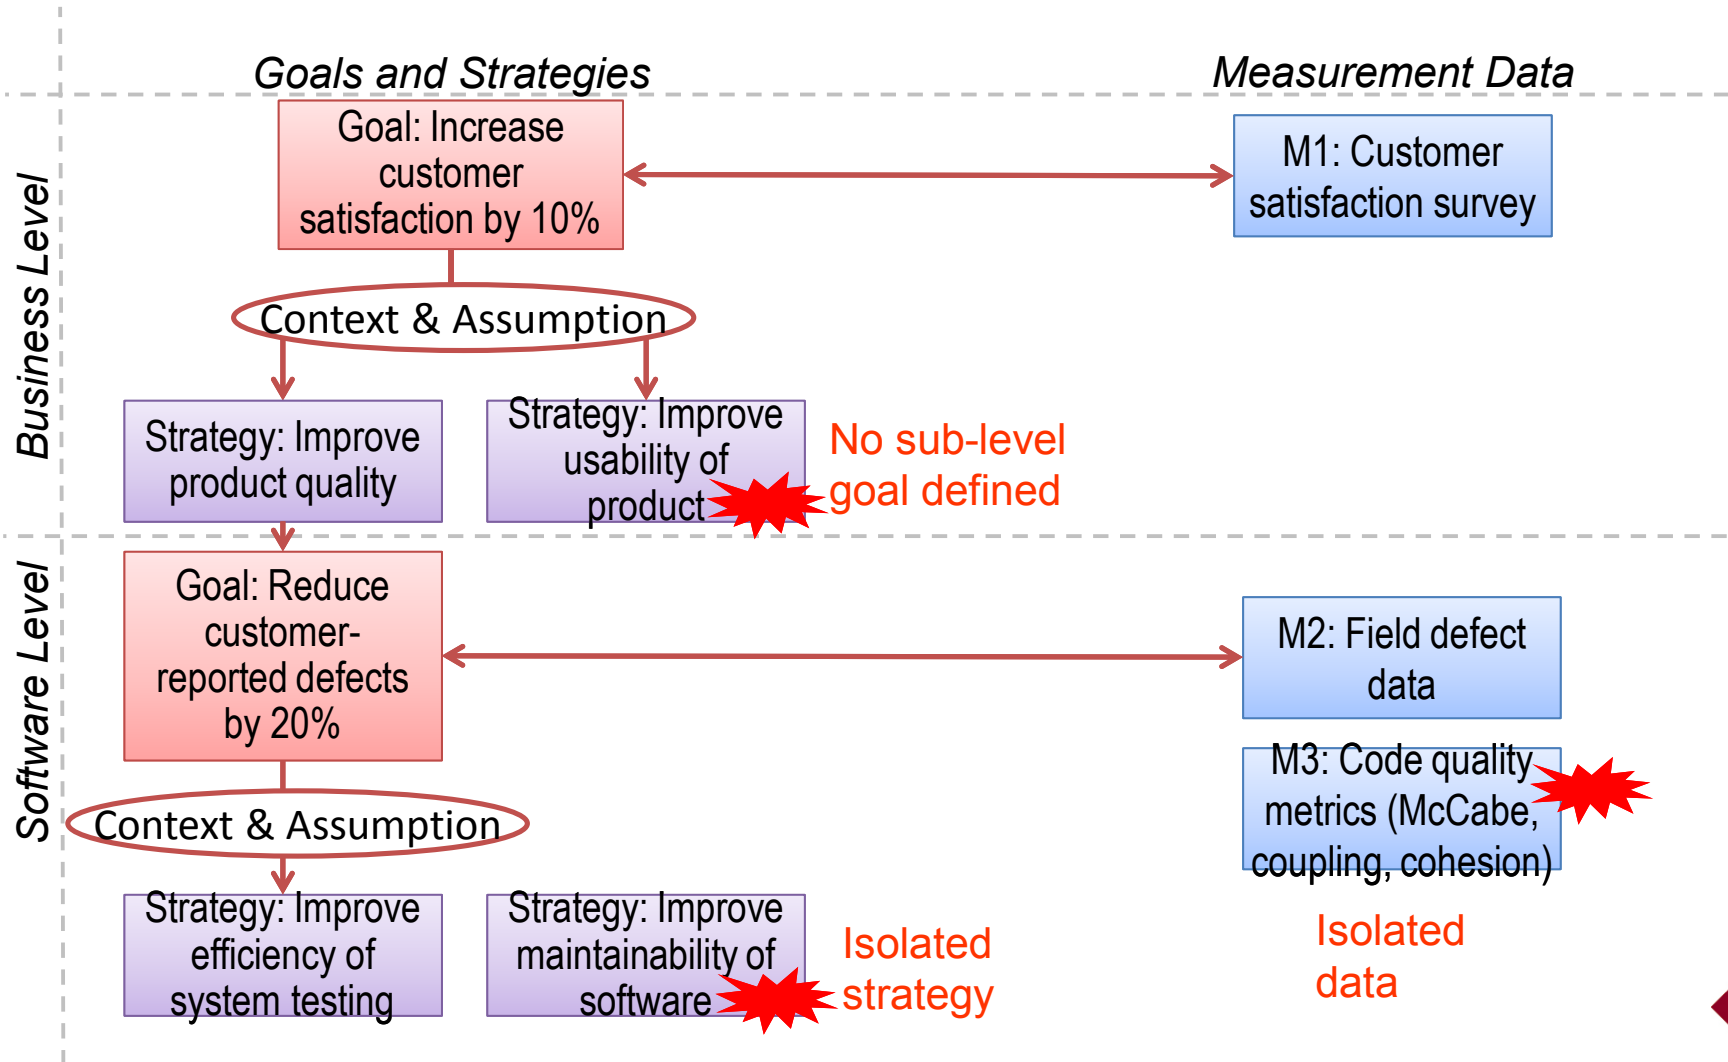 Goals and Strategies
Measurement Data
Business Level
Goal: Increase
customer
satisfaction by 10%
M1: Customer
satisfaction survey
Context & Assumption
Strategy: Improve
product quality
Strategy: Improve
usability of
product
No sub-level
goal defined
Software Level
Goal: Reduce
customer-
reported defects
by 20%
M2: Field defect
data
M3: Code quality
metrics (McCabe,
coupling, cohesion)
Context & Assumption
Strategy: Improve
efficiency of
system testing
Strategy: Improve
maintainability of
software
Isolated
strategy
Isolated
data